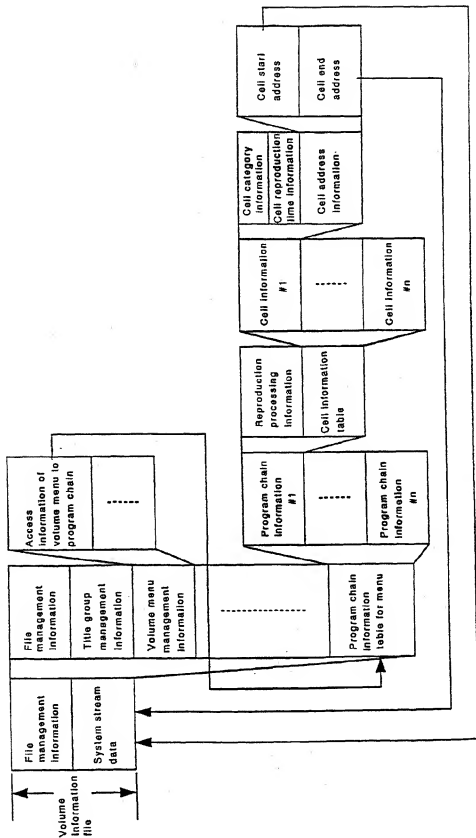 Volume
Information
file
File
management
Information
System stream
data
File
management
Information
Title group
management
Information
Volume menu
management
Information
Program chain
Information
table for menu
Access
Information of
volume menu to
program chain
Program chain
Information
#1
Program chain
Information
#n
Reproduction
processing
Information
Cell Information
table
Cell Information
#1
Cell Information
#n
Cell category
Information
Cell reproduction
time Information
Cell address
Information
Cell start
address
Cell end
address